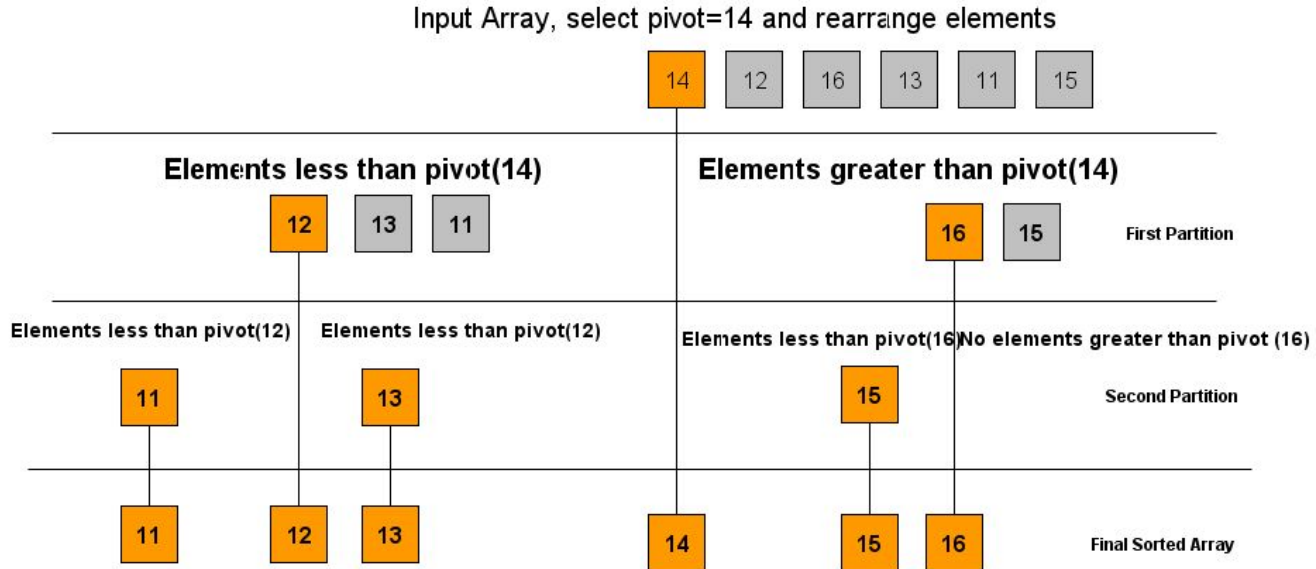 Input Array, select pivot=14 and rearrange elements
14 12 16 13 11 15
Elements less than pivot(14) Elements greater than pivot(14)
12 13 11 16 15 First Partition
Elements less than pivot(12) Elements less than pivot(12) Elements less than pivot(16) No elements greater than pivot (16)
11 13 15 Second Partition
11 12 13 14 15 16 Final Sorted Array